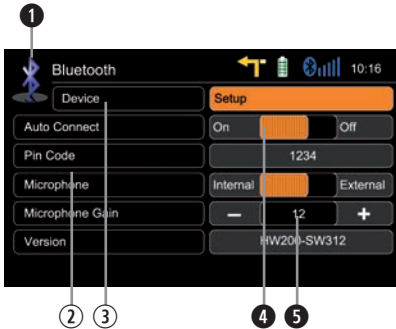 1
Bluetooth 10:16
Device Setup
Auto Connect On Off
Pin Code 1234
Microphone Internal External
Microphone Gain − 12 +
Version HW200-SW312
2 3 4 5